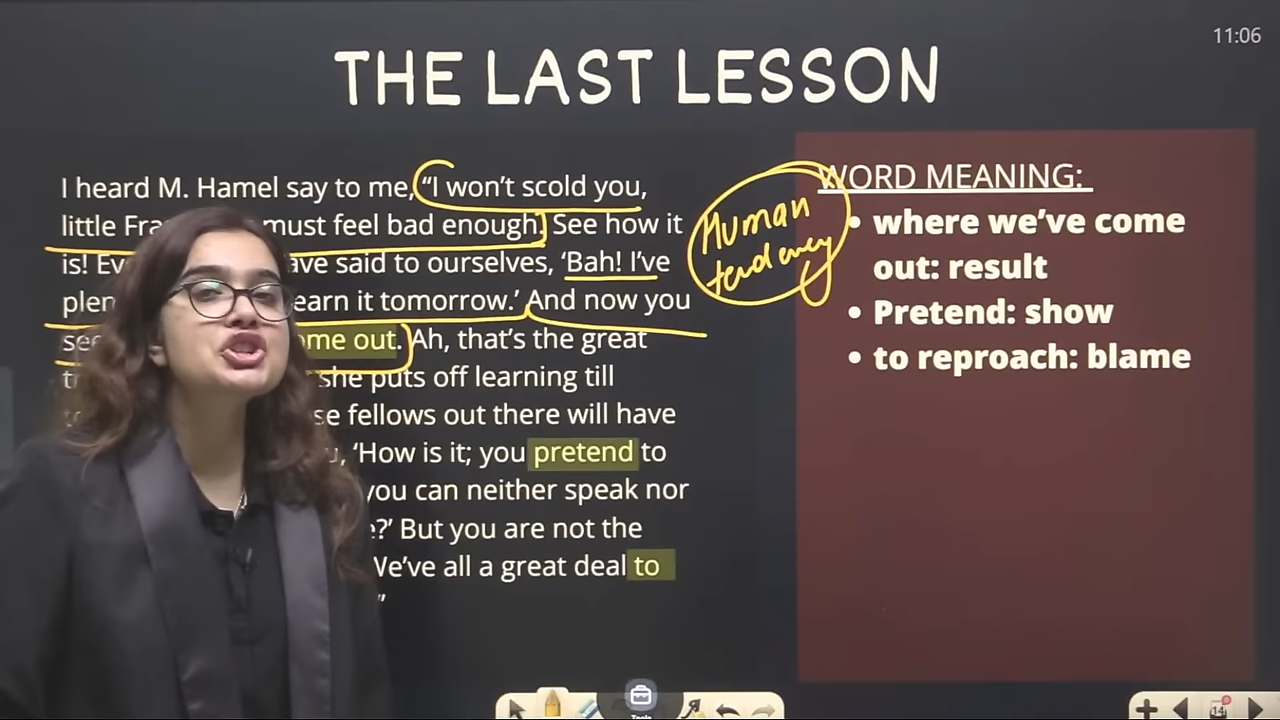 11:06
THE LAST LESSON
I heard M. Hamel say to me, “I won’t scold you,
little Fra must feel bad enough. See how it
is! Ev ave said to ourselves, ‘Bah! I’ve
plen earn it tomorrow.’ And now you
see ome out. Ah, that’s the great
she puts off learning till
se fellows out there will have
u, ‘How is it; you pretend to
you can neither speak nor
e?’ But you are not the
We’ve all a great deal to
”
Human
tendency
WORD MEANING:
• where we’ve come
out: result
• Pretend: show
• to reproach: blame
Tools
14